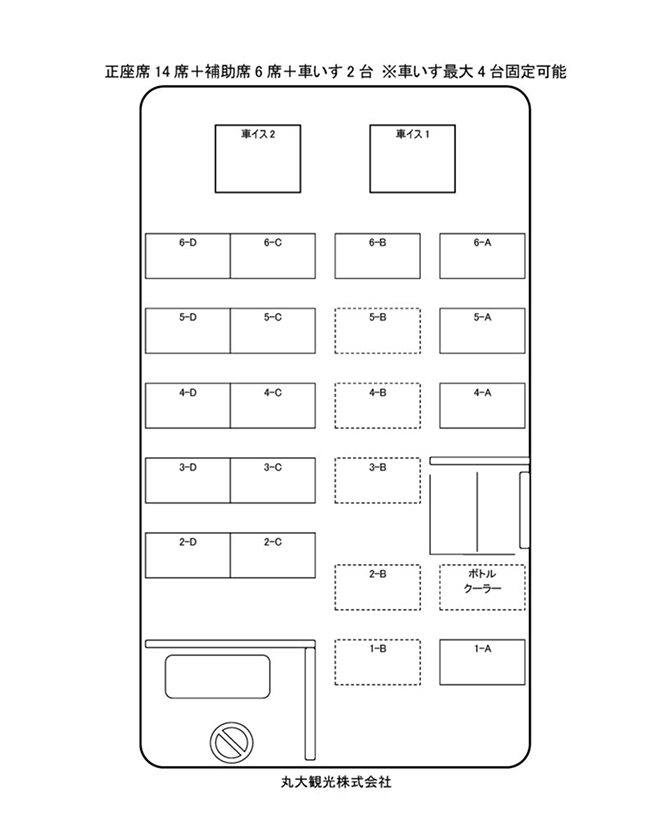 正座席14席＋補助席6席＋車いす2台 ※車いす最大4台固定可能
車イス2 車イス1
6-D 6-C 6-B 6-A
5-D 5-C 5-B 5-A
4-D 4-C 4-B 4-A
3-D 3-C 3-B
2-D 2-C
2-B ボトル
クーラー
1-B 1-A
丸大観光株式会社